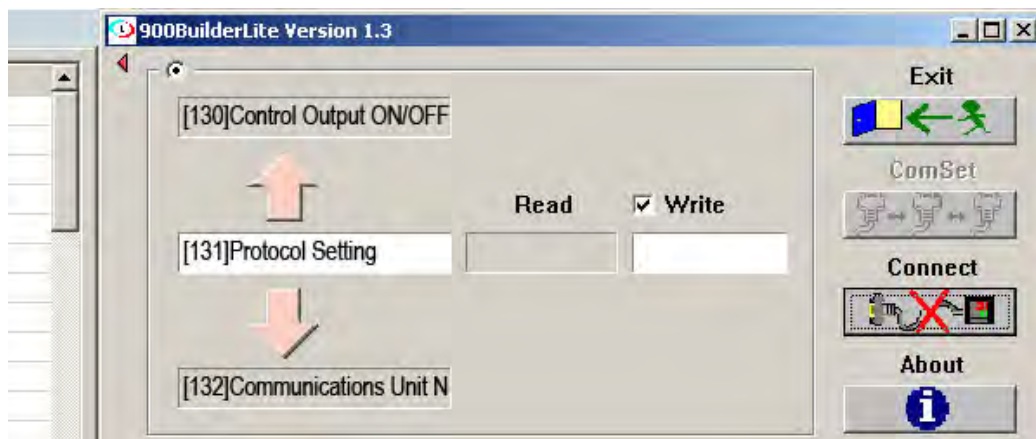 900BuilderLite Version 1.3
Exit
[130]Control Output ON/OFF
ComSet
Read Write
[131]Protocol Setting
Connect
About
[132]Communications Unit N